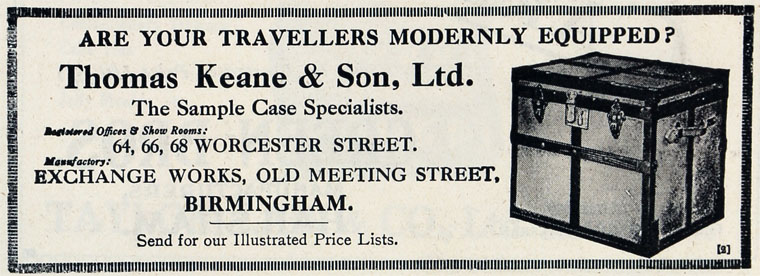 ARE YOUR TRAVELLERS MODERNLY EQUIPPED?
Thomas Keane & Son, Ltd.
The Sample Case Specialists.
Registered Offices & Show Rooms:
64, 66, 68 WORCESTER STREET.
Manufactory:
EXCHANGE WORKS, OLD MEETING STREET,
BIRMINGHAM.
Send for our Illustrated Price Lists.
[2]